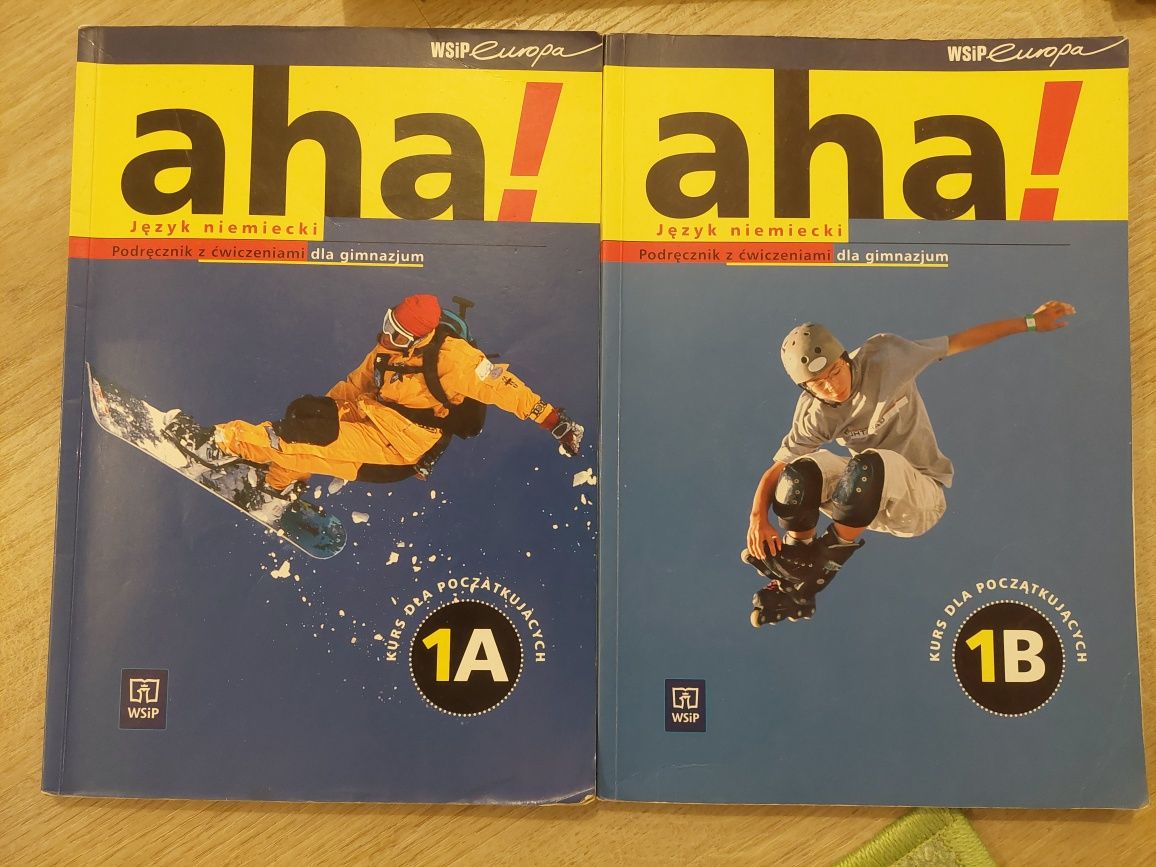 WSiP europa
aha!
Język niemiecki
Podręcznik z ćwiczeniami dla gimnazjum
KURS DLA POCZĄTKUJĄCYCH
1A
WSiP
WSiP europa
aha!
Język niemiecki
Podręcznik z ćwiczeniami dla gimnazjum
KURS DLA POCZĄTKUJĄCYCH
1B
WSiP